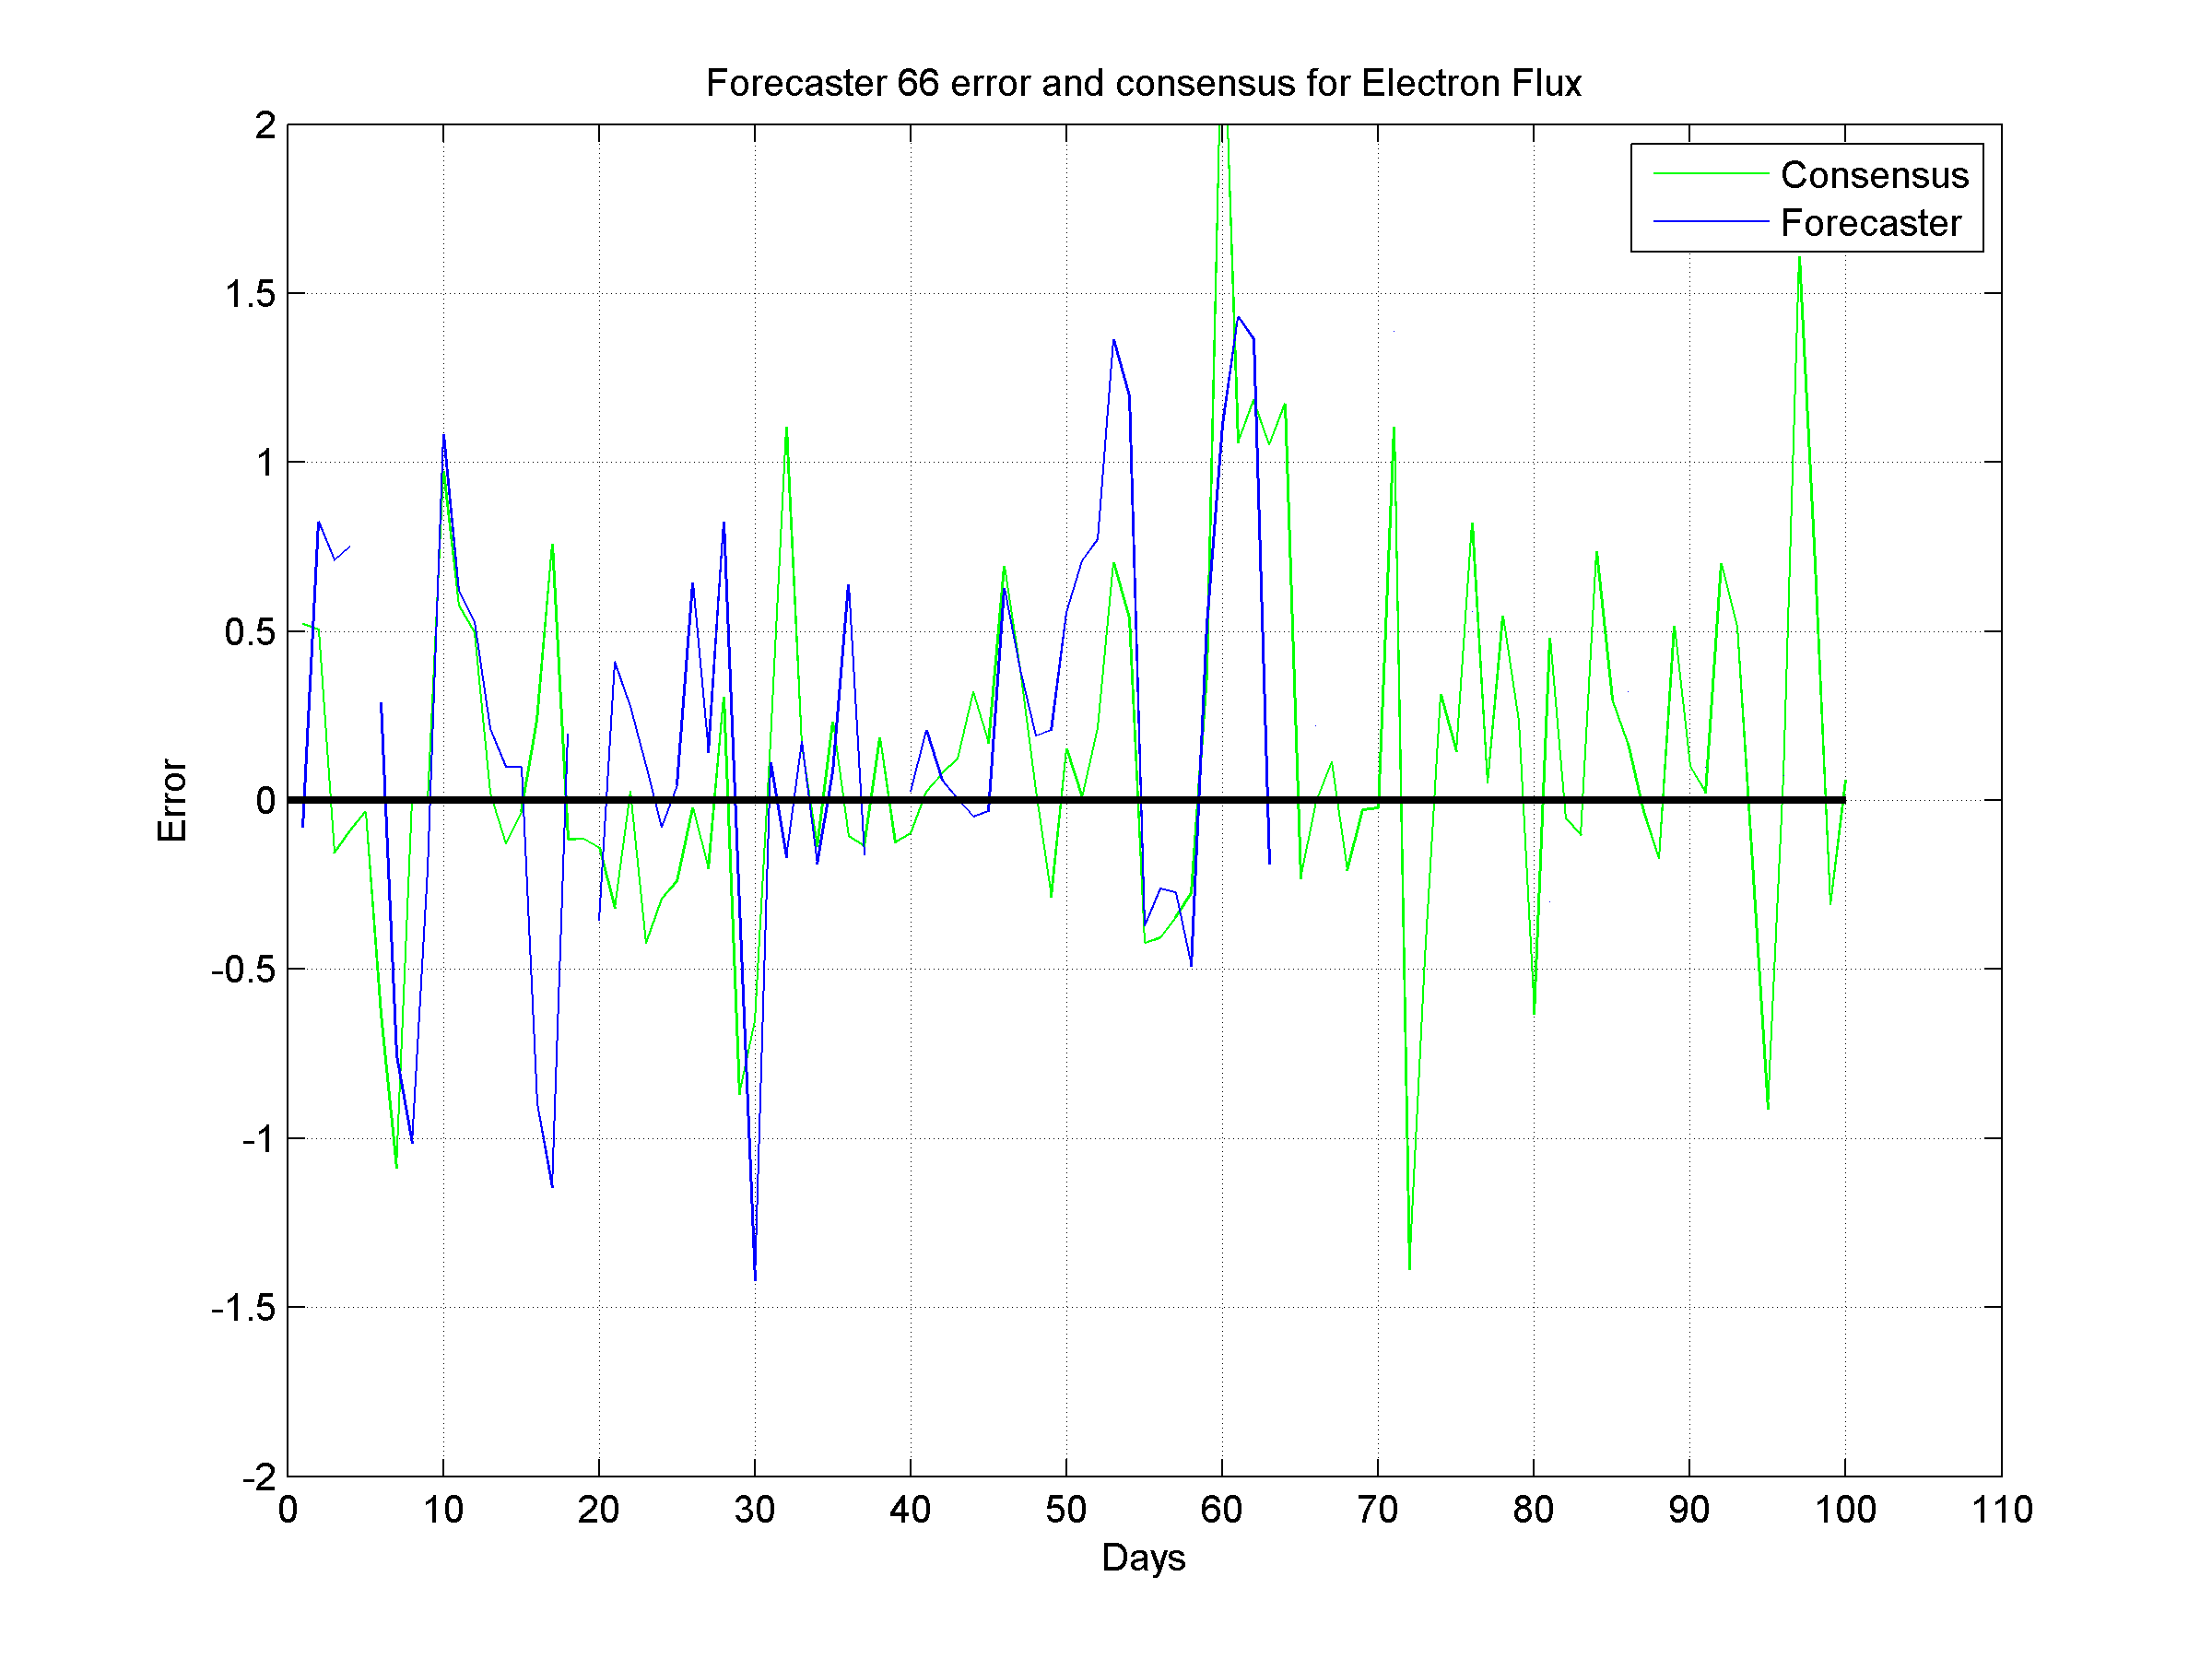 Forecaster 66 error and consensus for Electron Flux
2
Consensus
Forecaster
1.5
1
0.5
0
Error
-0.5
-1
-1.5
-2
0 10 20 30 40 50 60 70 80 90 100 110
Days